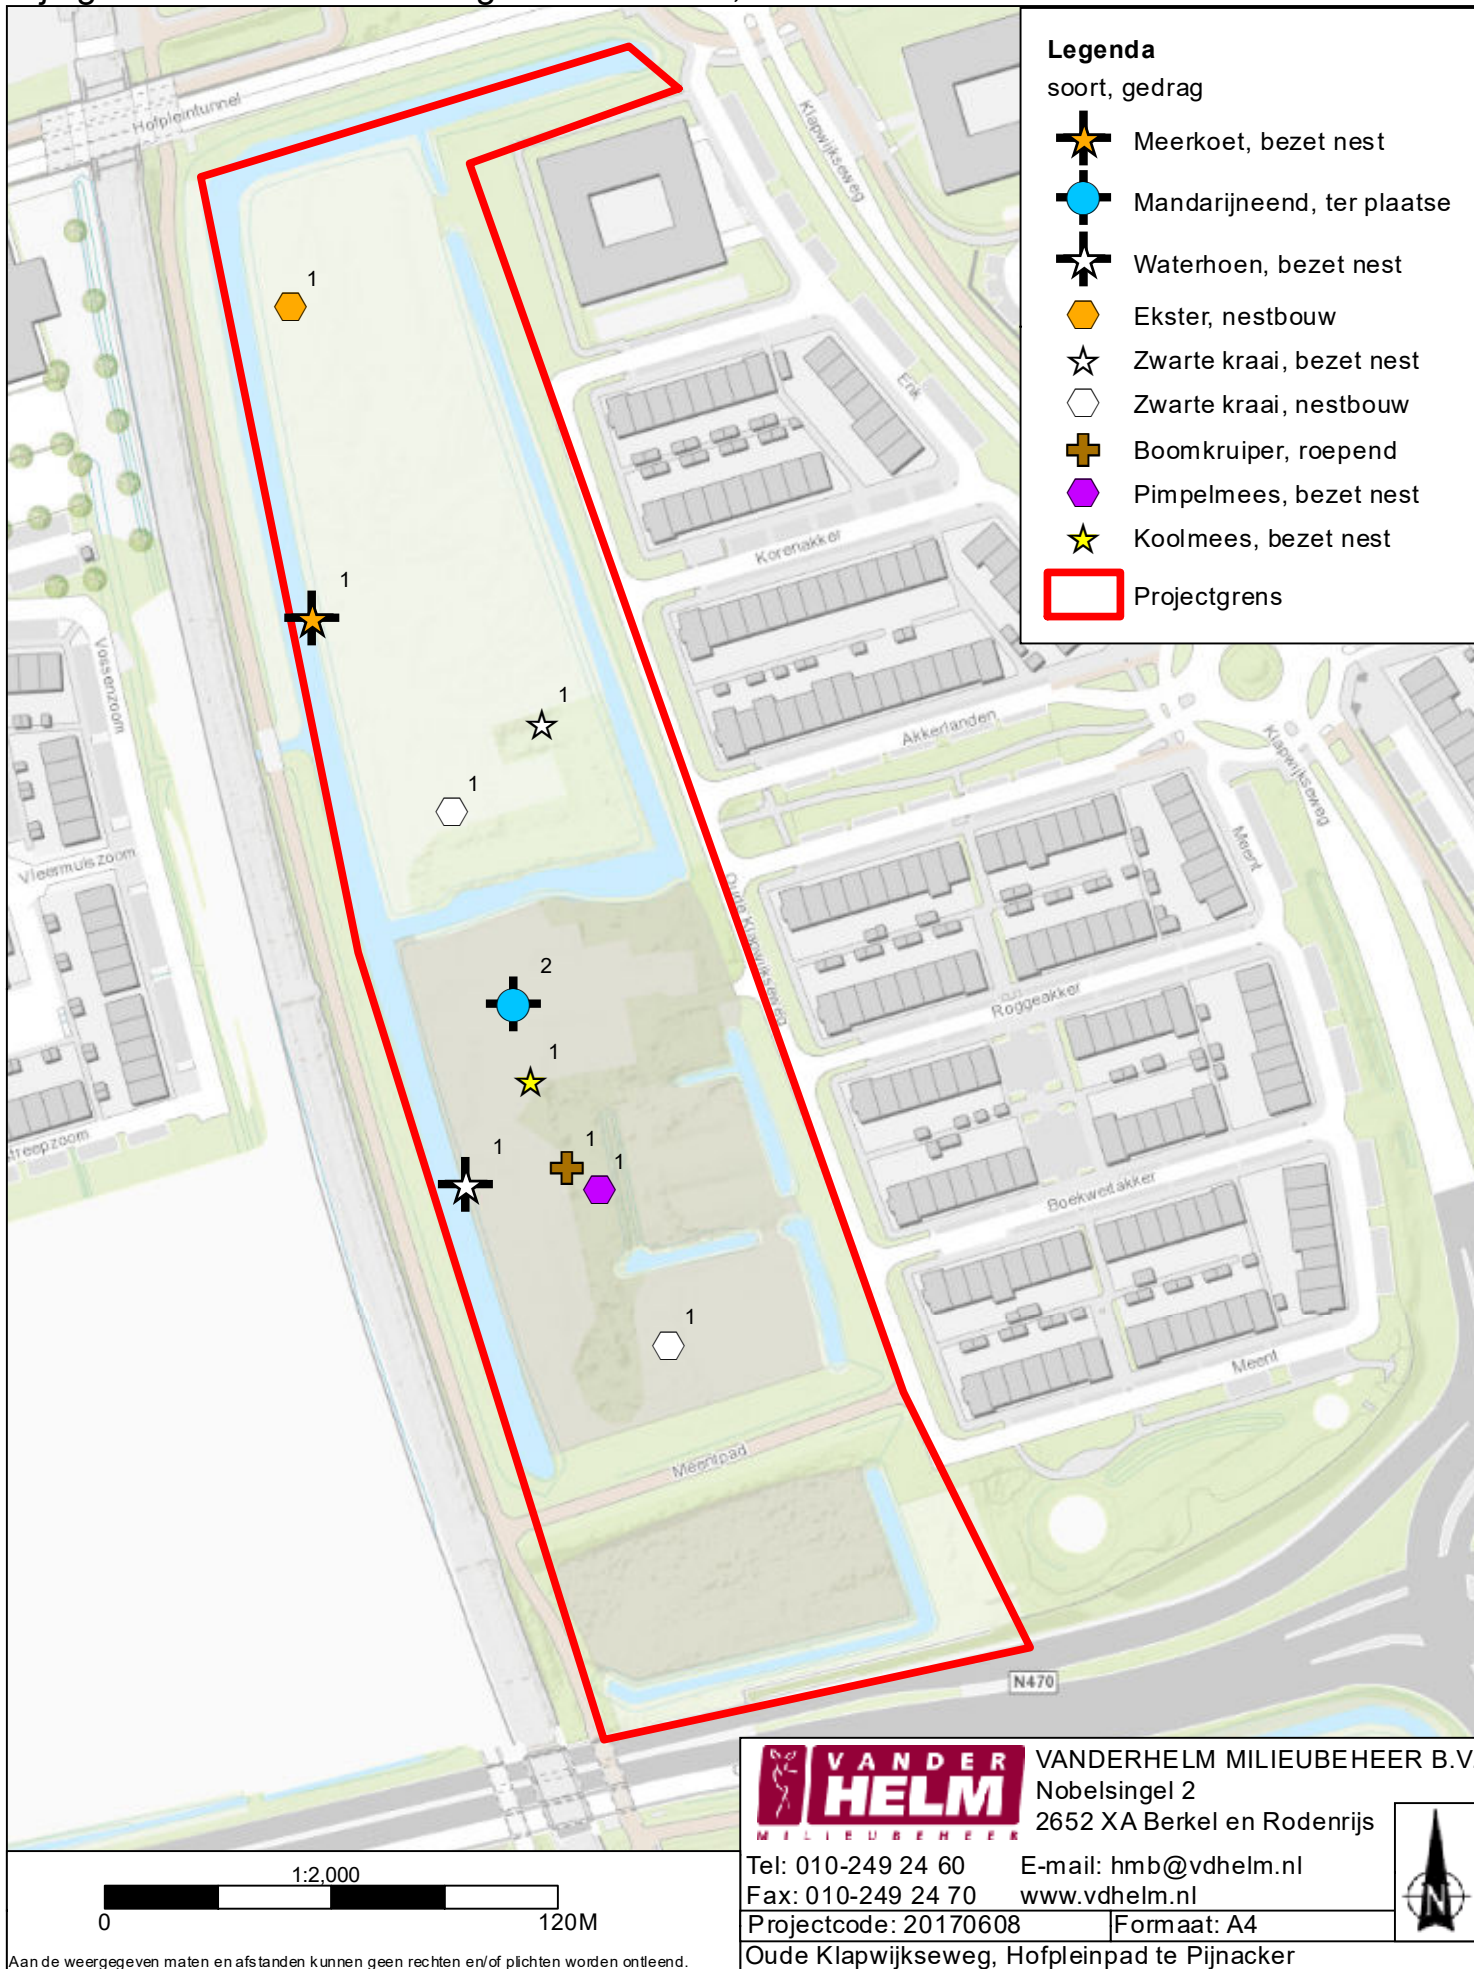 Legenda
soort, gedrag
Meerkoet, bezet nest
Mandarijneend, ter plaatse
Waterhoen, bezet nest
Ekster, nestbouw
Zwarte kraai, bezet nest
Zwarte kraai, nestbouw
Boomkruiper, roepend
Pimpelmees, bezet nest
Koolmees, bezet nest
Projectgrens
Hofpleintunnel
Klapwijkseweg
1
Enk
Korenakker
1
Vossenzoom
1
Akkerlanden
Klapwijkseweg
1
Meent
Vleermuiszoom
Oude Klapwijkseweg
2
Roggeakker
1
treepzoom
1
1
1
Boekweitakker
1
Meent
Meentpad
N470
VANDER
HELM
MILIEUBEHEER
VANDERHELM MILIEUBEHEER B.V.
Nobelsingel 2
2652 XA Berkel en Rodenrijs
Tel: 010-249 24 60 E-mail: hmb@vdhelm.nl
Fax: 010-249 24 70 www.vdhelm.nl
Projectcode: 20170608 Formaat: A4
Oude Klapwijkseweg, Hofpleinpad te Pijnacker
N
1:2,000
0 120M
Aan de weergegeven maten en afstanden kunnen geen rechten en/of plichten worden ontleend.